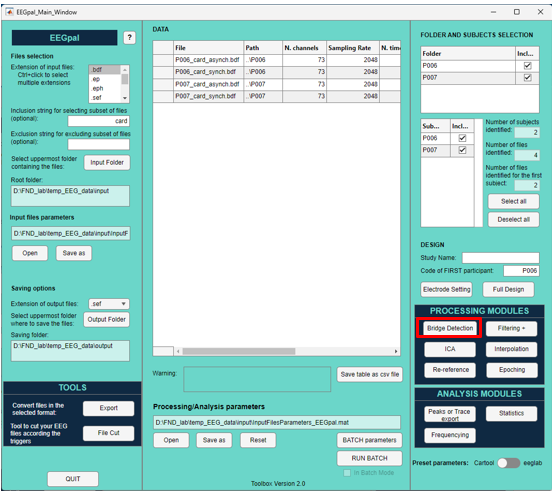 EEGpal_Main_Window
EEGpal
?
Files selection
Extension of input files:
Ctrl+click to select
multiple extensions
.bdf
.ep
.eph
.sef
Inclusion string for selecting subset of files
(optional):
card
Exclusion string for excluding subset of files
(optional):
Select uppermost folder
containing the files:
Input Folder
Root folder:
D:\FND_lab\temp_EEG_data\input
Input files parameters
D:\FND_lab\temp_EEG_data\input\InputF
Open
Save as
Saving options
Extension of output files:
.sef
Select uppermost folder
where to save the files:
Output Folder
Saving folder:
D:\FND_lab\temp_EEG_data\output
TOOLS
Convert files in the
selected format:
Export
Tool to cut your EEG
files according the
triggers
File Cut
QUIT
DATA
File Path N. channels Sampling Rate N. time
P006_card_asynch.bdf ..\P006 73 2048
P006_card_synch.bdf ..\P006 73 2048
P007_card_asynch.bdf ..\P007 73 2048
P007_card_synch.bdf ..\P007 73 2048
Warning:
Save table as csv file
Processing/Analysis parameters
D:\FND_lab\temp_EEG_data\input\InputFilesParameters_EEGpal.mat
Open
Save as
Reset
BATCH parameters
RUN BATCH
In Batch Mode
Toolbox Version 2.0
FOLDER AND SUBJECTS SELECTION
Folder Incl...
P006
P007
Sub... Incl...
P006
P007
Number of subjects
identified:
2
Number of files
identified:
4
Number of files
identified for the first
subject:
2
Select all
Deselect all
DESIGN
Study Name:
Code of FIRST participant:
P006
Electrode Setting
Full Design
PROCESSING MODULES
Bridge Detection
Filtering +
ICA
Interpolation
Re-reference
Epoching
ANALYSIS MODULES
Peaks or Trace
export
Statistics
Frequencying
Preset parameters: Cartool eeglab